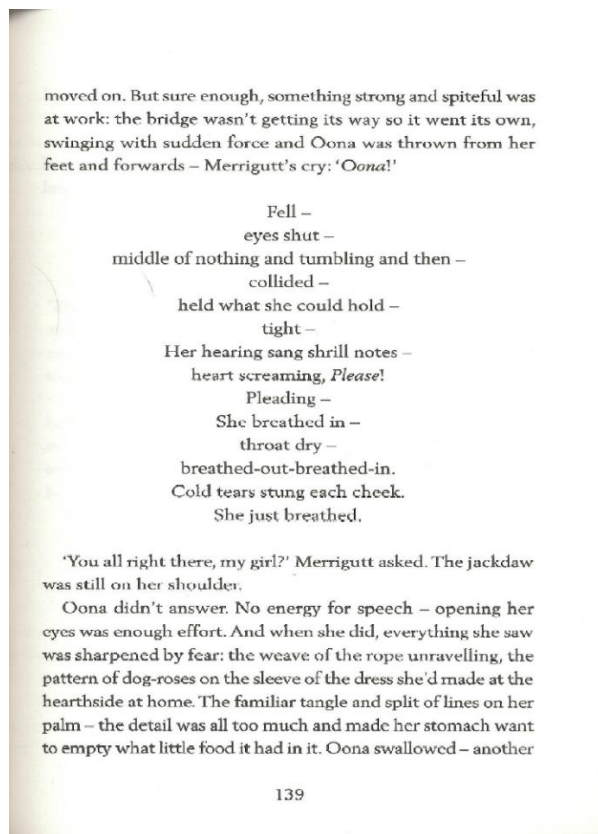 moved on. But sure enough, something strong and spiteful was
at work: the bridge wasn't getting its way so it went its own,
swinging with sudden force and Oona was thrown from her
feet and forwards – Merrigutt's cry: ‘Oona!’
Fell –
eyes shut –
middle of nothing and tumbling and then –
collided –
held what she could hold –
tight –
Her hearing sang shrill notes –
heart screaming, Please!
Pleading –
She breathed in –
throat dry –
breathed-out-breathed-in.
Cold tears stung each cheek.
She just breathed.
‘You all right there, my girl?’ Merrigutt asked. The jackdaw
was still on her shoulder.
Oona didn't answer. No energy for speech – opening her
eyes was enough effort. And when she did, everything she saw
was sharpened by fear: the weave of the rope unravelling, the
pattern of dog-roses on the sleeve of the dress she'd made at the
hearthside at home. The familiar tangle and split of lines on her
palm – the detail was all too much and made her stomach want
to empty what little food it had in it. Oona swallowed – another
139